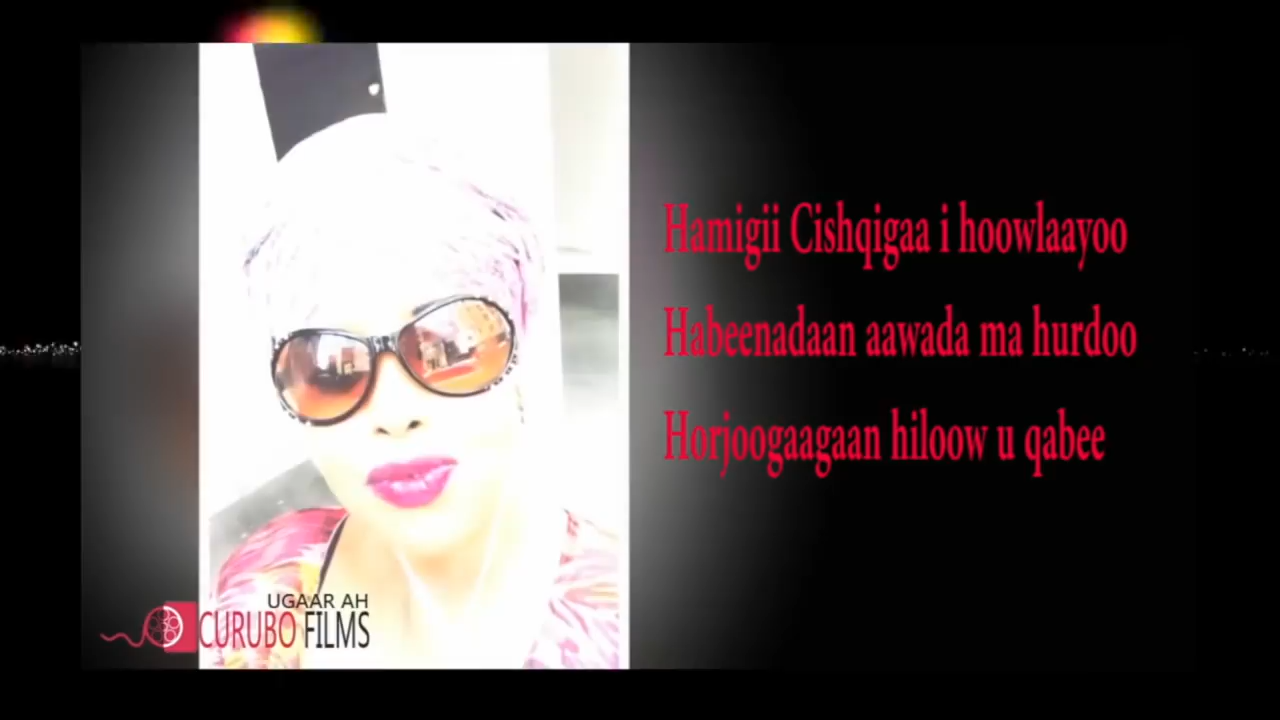 Hamigii Cishqigaa i hoowlaayoo
Habeenadaan aawada ma hurdoo
Horjoogaagaan hiloow u qabee
UGAAR AH
CURUBO FILMS